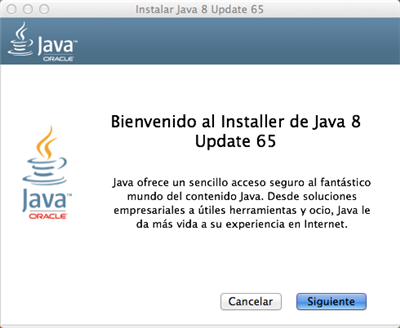 Instalar Java 8 Update 65
Java™
ORACLE
Bienvenido al Installer de Java 8
Update 65
Java™
ORACLE
Java ofrece un sencillo acceso seguro al fantástico
mundo del contenido Java. Desde soluciones
empresariales a útiles herramientas y ocio, Java le
da más vida a su experiencia en Internet.
Cancelar
Siguiente